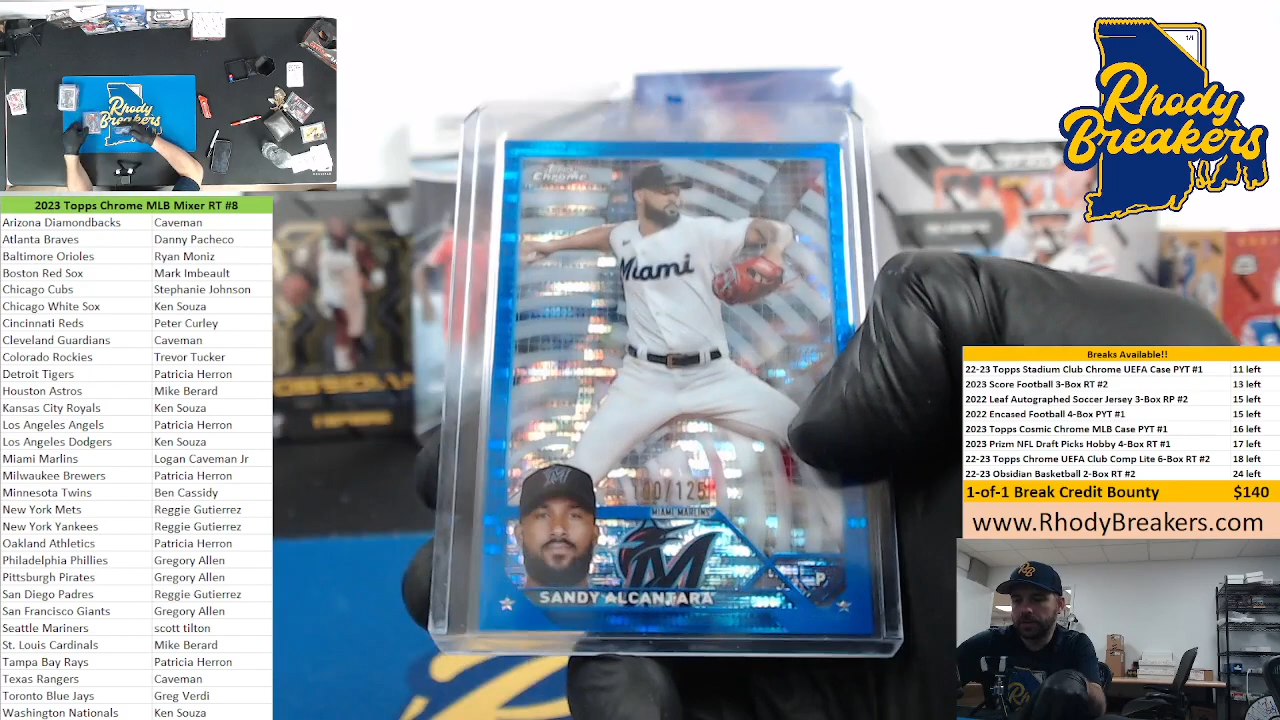 2023 Topps Chrome MLB Mixer RT #8
Arizona Diamondbacks Caveman
Atlanta Braves Danny Pacheco
Baltimore Orioles Ryan Moniz
Boston Red Sox Mark Imbeault
Chicago Cubs Stephanie Johnson
Chicago White Sox Ken Souza
Cincinnati Reds Peter Curley
Cleveland Guardians Caveman
Colorado Rockies Trevor Tucker
Detroit Tigers Patricia Herron
Houston Astros Mike Berard
Kansas City Royals Ken Souza
Los Angeles Angels Patricia Herron
Los Angeles Dodgers Ken Souza
Miami Marlins Logan Caveman Jr
Milwaukee Brewers Patricia Herron
Minnesota Twins Ben Cassidy
New York Mets Reggie Gutierrez
New York Yankees Reggie Gutierrez
Oakland Athletics Patricia Herron
Philadelphia Phillies Gregory Allen
Pittsburgh Pirates Gregory Allen
San Diego Padres Reggie Gutierrez
San Francisco Giants Gregory Allen
Seattle Mariners scott tilton
St. Louis Cardinals Mike Berard
Tampa Bay Rays Patricia Herron
Texas Rangers Caveman
Toronto Blue Jays Greg Verdi
Washington Nationals Ken Souza
Rhody
Breakers
Chrome
Miami
/125
MIAMI MARLINS
M
P
SANDY ALCANTARA
1/1
Rhody
Breakers
Breaks Available!!
22-23 Topps Stadium Club Chrome UEFA Case PYT #1 11 left
2023 Score Football 3-Box RT #2 13 left
2022 Leaf Autographed Soccer Jersey 3-Box RP #2 15 left
2022 Encased Football 4-Box PYT #1 15 left
2023 Topps Cosmic Chrome MLB Case PYT #1 16 left
2023 Prizm NFL Draft Picks Hobby 4-Box RT #1 17 left
22-23 Topps Chrome UEFA Club Comp Lite 6-Box RT #2 18 left
22-23 Obsidian Basketball 2-Box RT #2 24 left
1-of-1 Break Credit Bounty $140
www.RhodyBreakers.com
RB